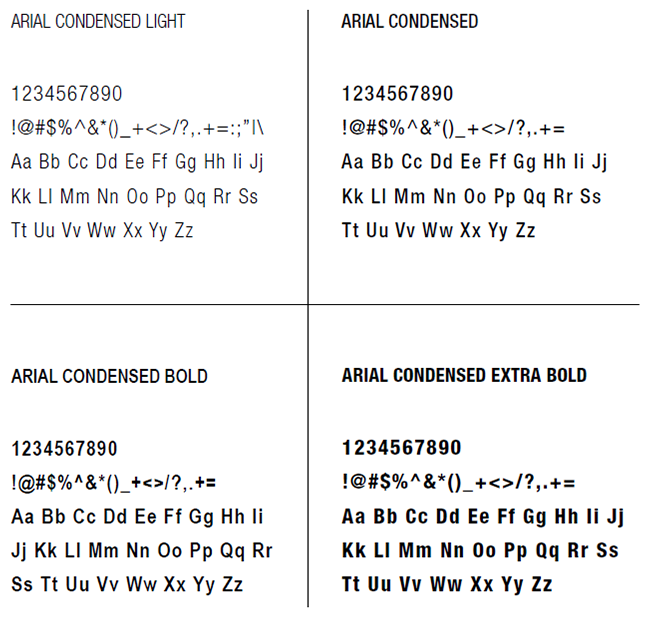 ARIAL CONDENSED LIGHT
1234567890
!@#$%^&*()_+<>/?,.+=:;"|\
Aa Bb Cc Dd Ee Ff Gg Hh Ii Jj
Kk Ll Mm Nn Oo Pp Qq Rr Ss
Tt Uu Vv Ww Xx Yy Zz
ARIAL CONDENSED
1234567890
!@#$%^&*()_+<>/?,.+=
Aa Bb Cc Dd Ee Ff Gg Hh Ii Jj
Kk Ll Mm Nn Oo Pp Qq Rr Ss
Tt Uu Vv Ww Xx Yy Zz
ARIAL CONDENSED BOLD
1234567890
!@#$%^&*()_+<>/?,.+=
Aa Bb Cc Dd Ee Ff Gg Hh Ii
Jj Kk Ll Mm Nn Oo Pp Qq Rr
Ss Tt Uu Vv Ww Xx Yy Zz
ARIAL CONDENSED EXTRA BOLD
1234567890
!@#$%^&*()_+<>/?,.+=
Aa Bb Cc Dd Ee Ff Gg Hh Ii Jj
Kk Ll Mm Nn Oo Pp Qq Rr Ss
Tt Uu Vv Ww Xx Yy Zz